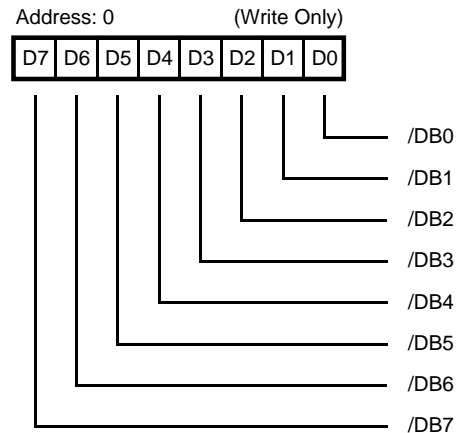 Address: 0 (Write Only)
D7 D6 D5 D4 D3 D2 D1 D0
/DB0
/DB1
/DB2
/DB3
/DB4
/DB5
/DB6
/DB7